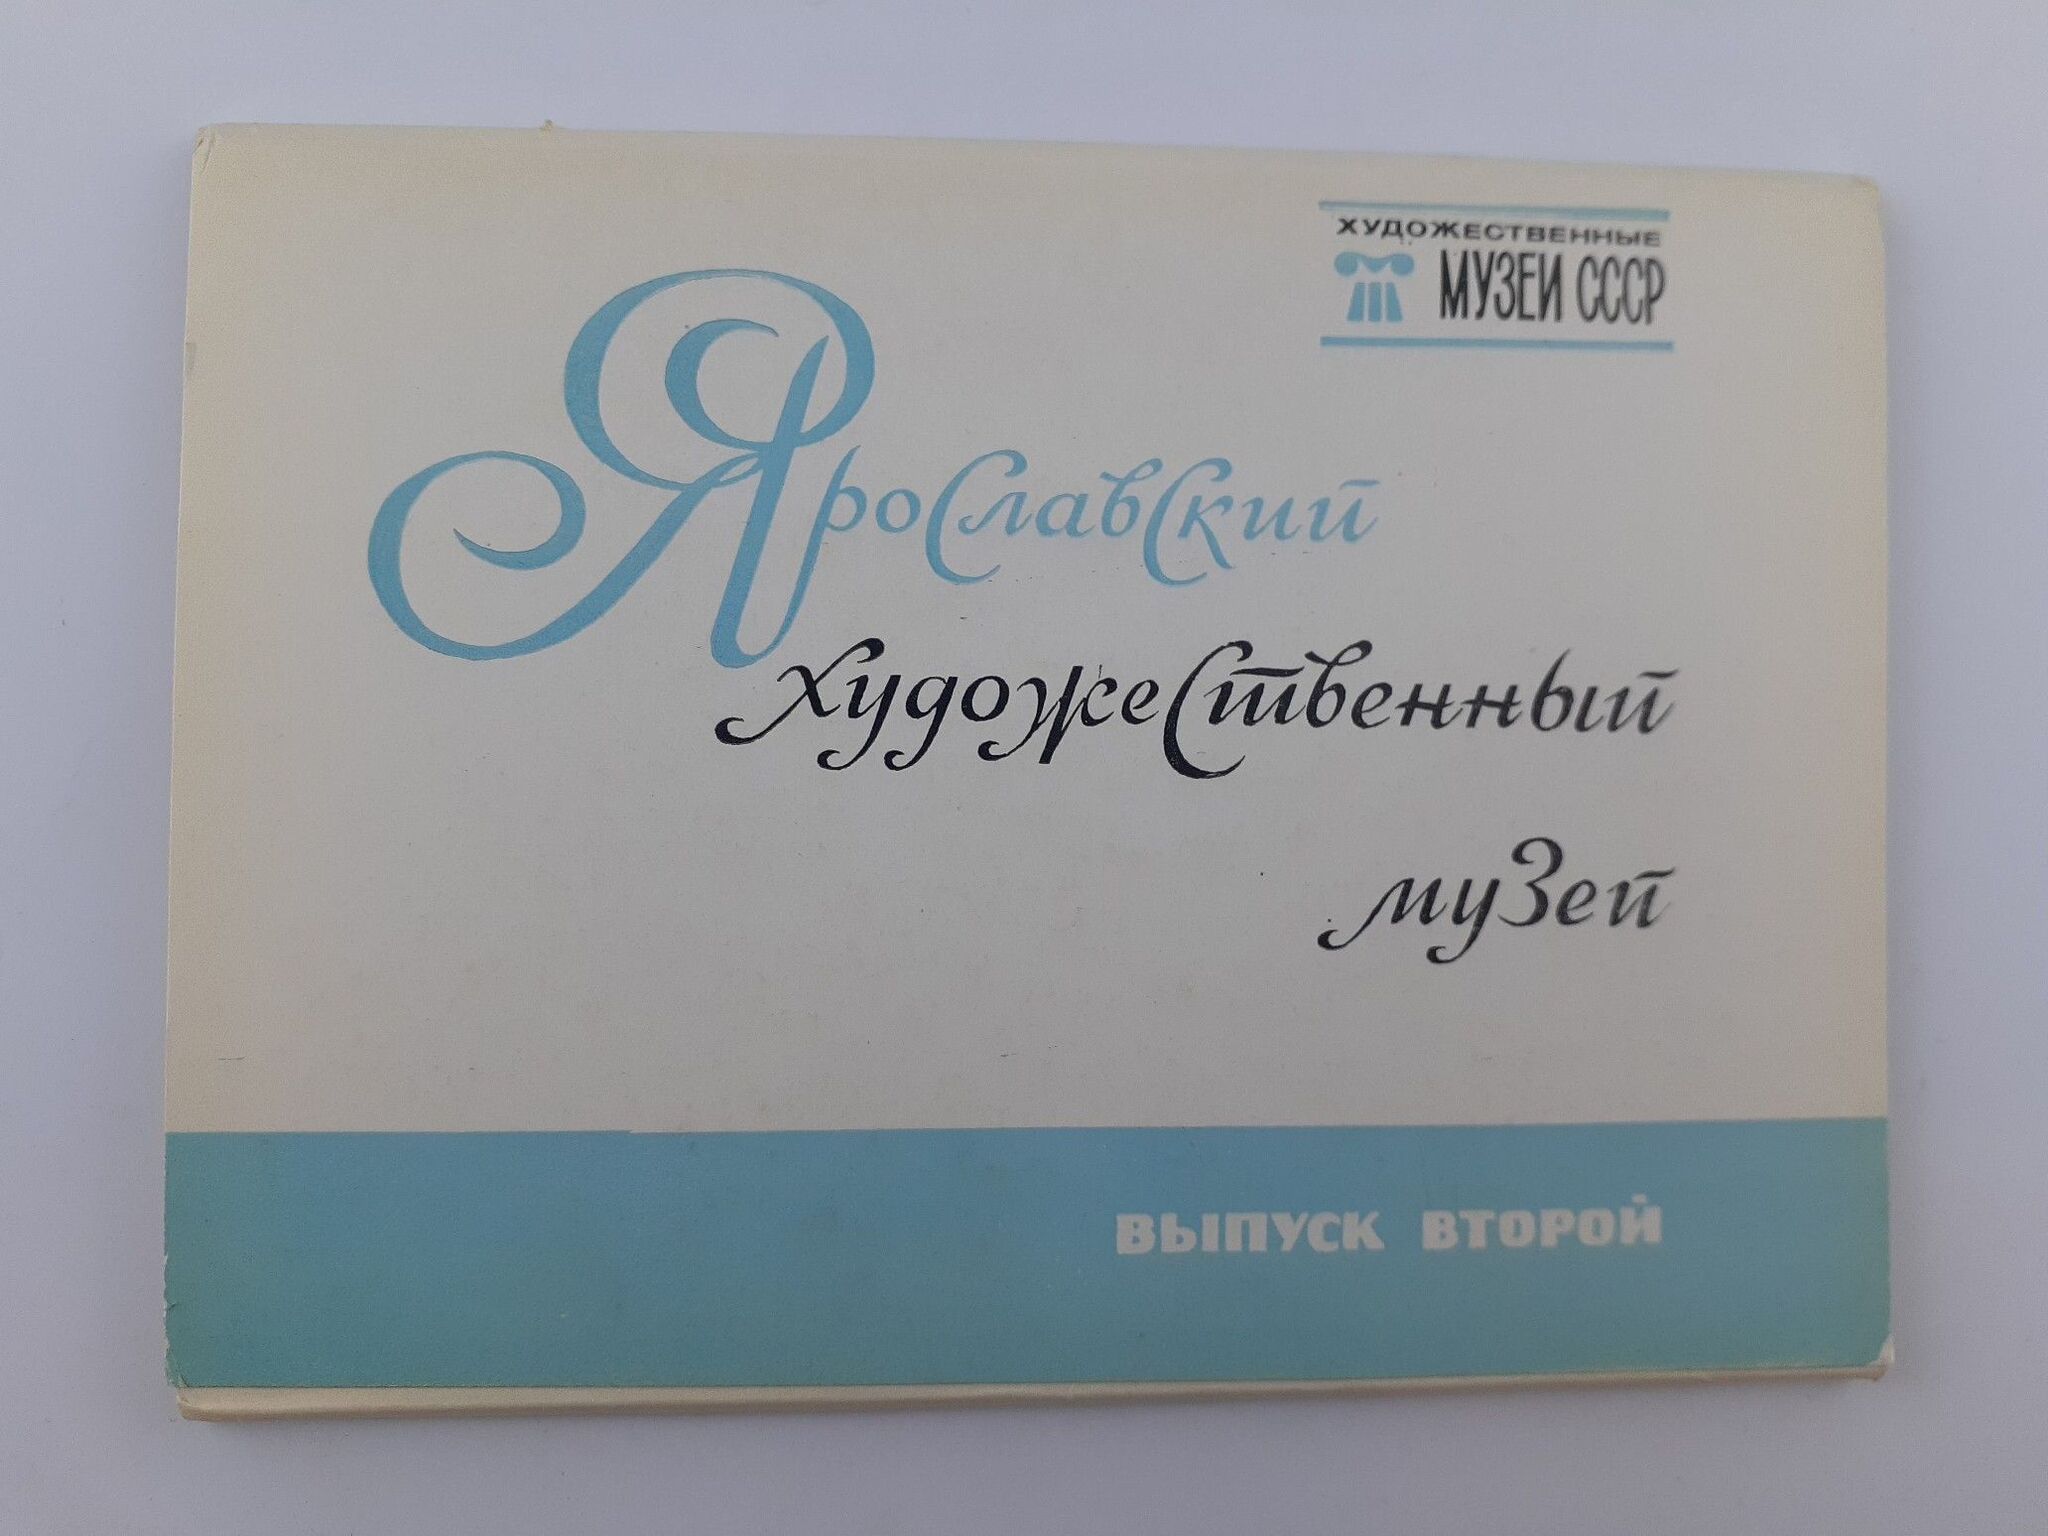 ХУДОЖЕСТВЕННЫЕ
МУЗЕИ СССР
Ярославский
художественный
музей
ВЫПУСК ВТОРОЙ